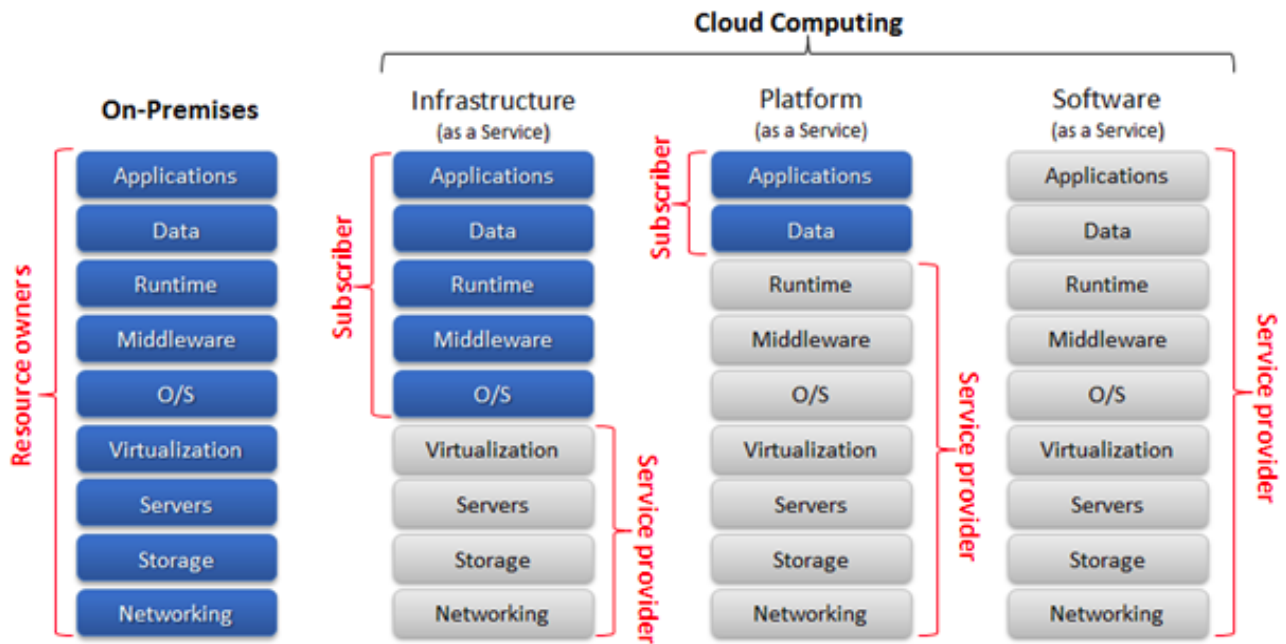 Cloud Computing
On-Premises
Resource owners
Applications
Data
Runtime
Middleware
O/S
Virtualization
Servers
Storage
Networking
Infrastructure
(as a Service)
Subscriber
Applications
Data
Runtime
Middleware
O/S
Virtualization
Servers
Storage
Networking
Service provider
Platform
(as a Service)
Subscriber
Applications
Data
Runtime
Middleware
O/S
Virtualization
Servers
Storage
Networking
Service provider
Software
(as a Service)
Applications
Data
Runtime
Middleware
O/S
Virtualization
Servers
Storage
Networking
Service provider